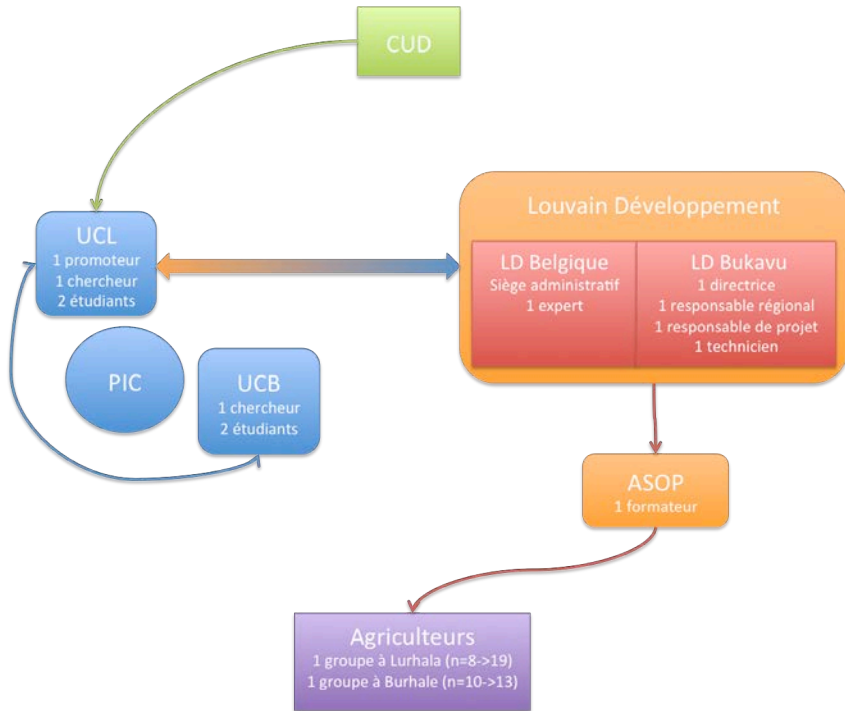 CUD
UCL
1 promoteur
1 chercheur
2 étudiants
Louvain Développement
LD Belgique
Siège administratif
1 expert
LD Bukavu
1 directrice
1 responsable régional
1 responsable de projet
1 technicien
PIC
UCB
1 chercheur
2 étudiants
ASOP
1 formateur
Agriculteurs
1 groupe à Lurhala (n=8->19)
1 groupe à Burhale (n=10->13)